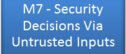 M7 - Security
Decisions Via
Untrusted Inputs